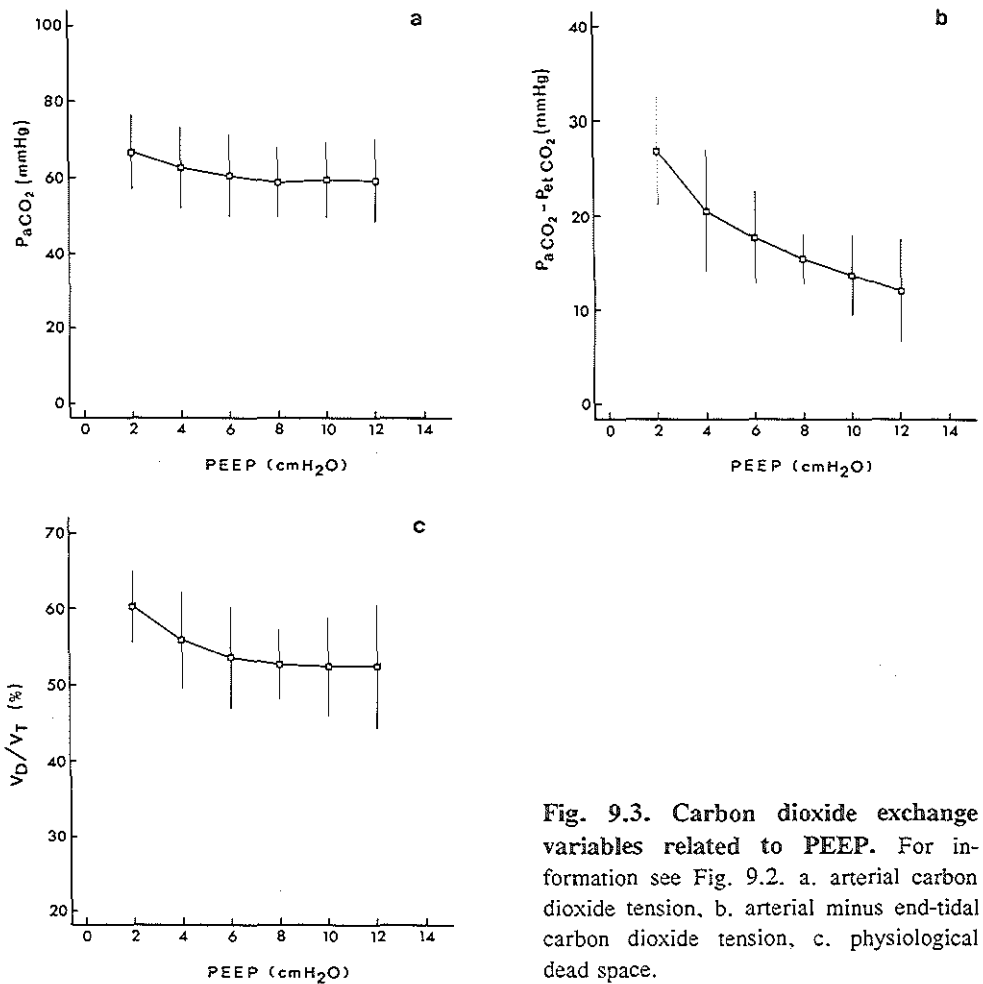 a
100
80
60
40
20
0
PaCO2 (mmHg)
0 2 4 6 8 10 12 14
PEEP (cmH2O)
b
40
30
20
10
0
PaCO2 - PetCO2 (mmHg)
0 2 4 6 8 10 12 14
PEEP (cmH2O)
c
70
60
50
40
30
20
VD/VT (%)
0 2 4 6 8 10 12 14
PEEP (cmH2O)
Fig. 9.3. Carbon dioxide exchange
variables related to PEEP. For in-
formation see Fig. 9.2. a. arterial carbon
dioxide tension, b. arterial minus end-tidal
carbon dioxide tension, c. physiological
dead space.